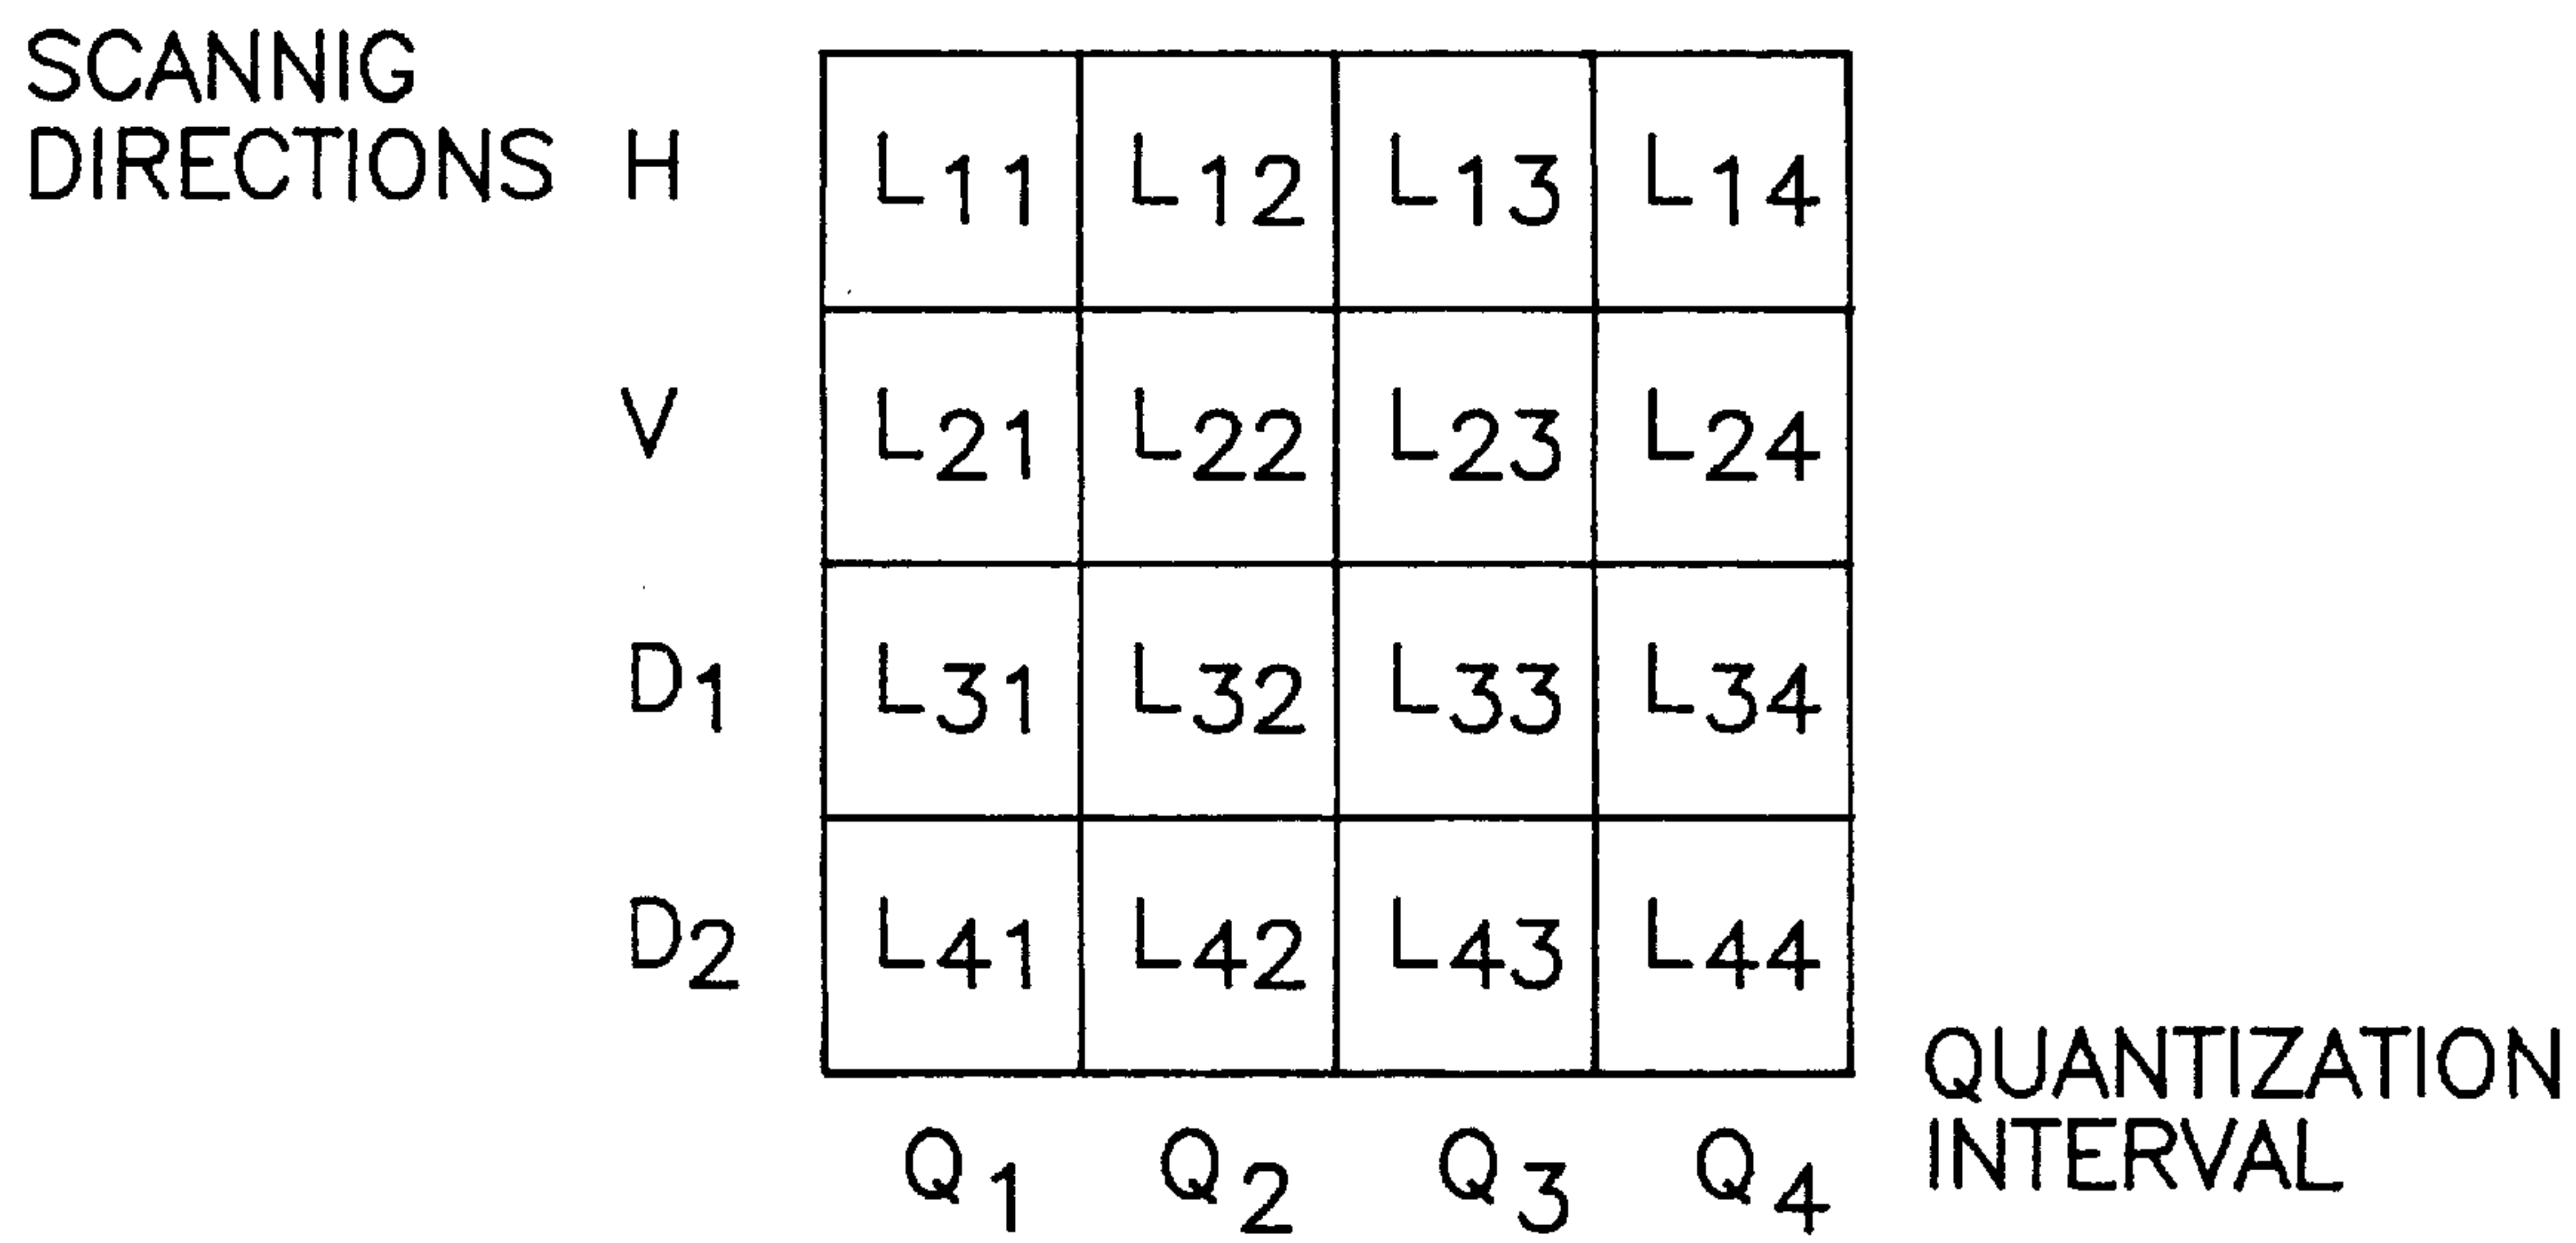 SCANNIG
DIRECTIONS H L11 L12 L13 L14
V L21 L22 L23 L24
D1 L31 L32 L33 L34
D2 L41 L42 L43 L44
QUANTIZATION
INTERVAL
Q1 Q2 Q3 Q4